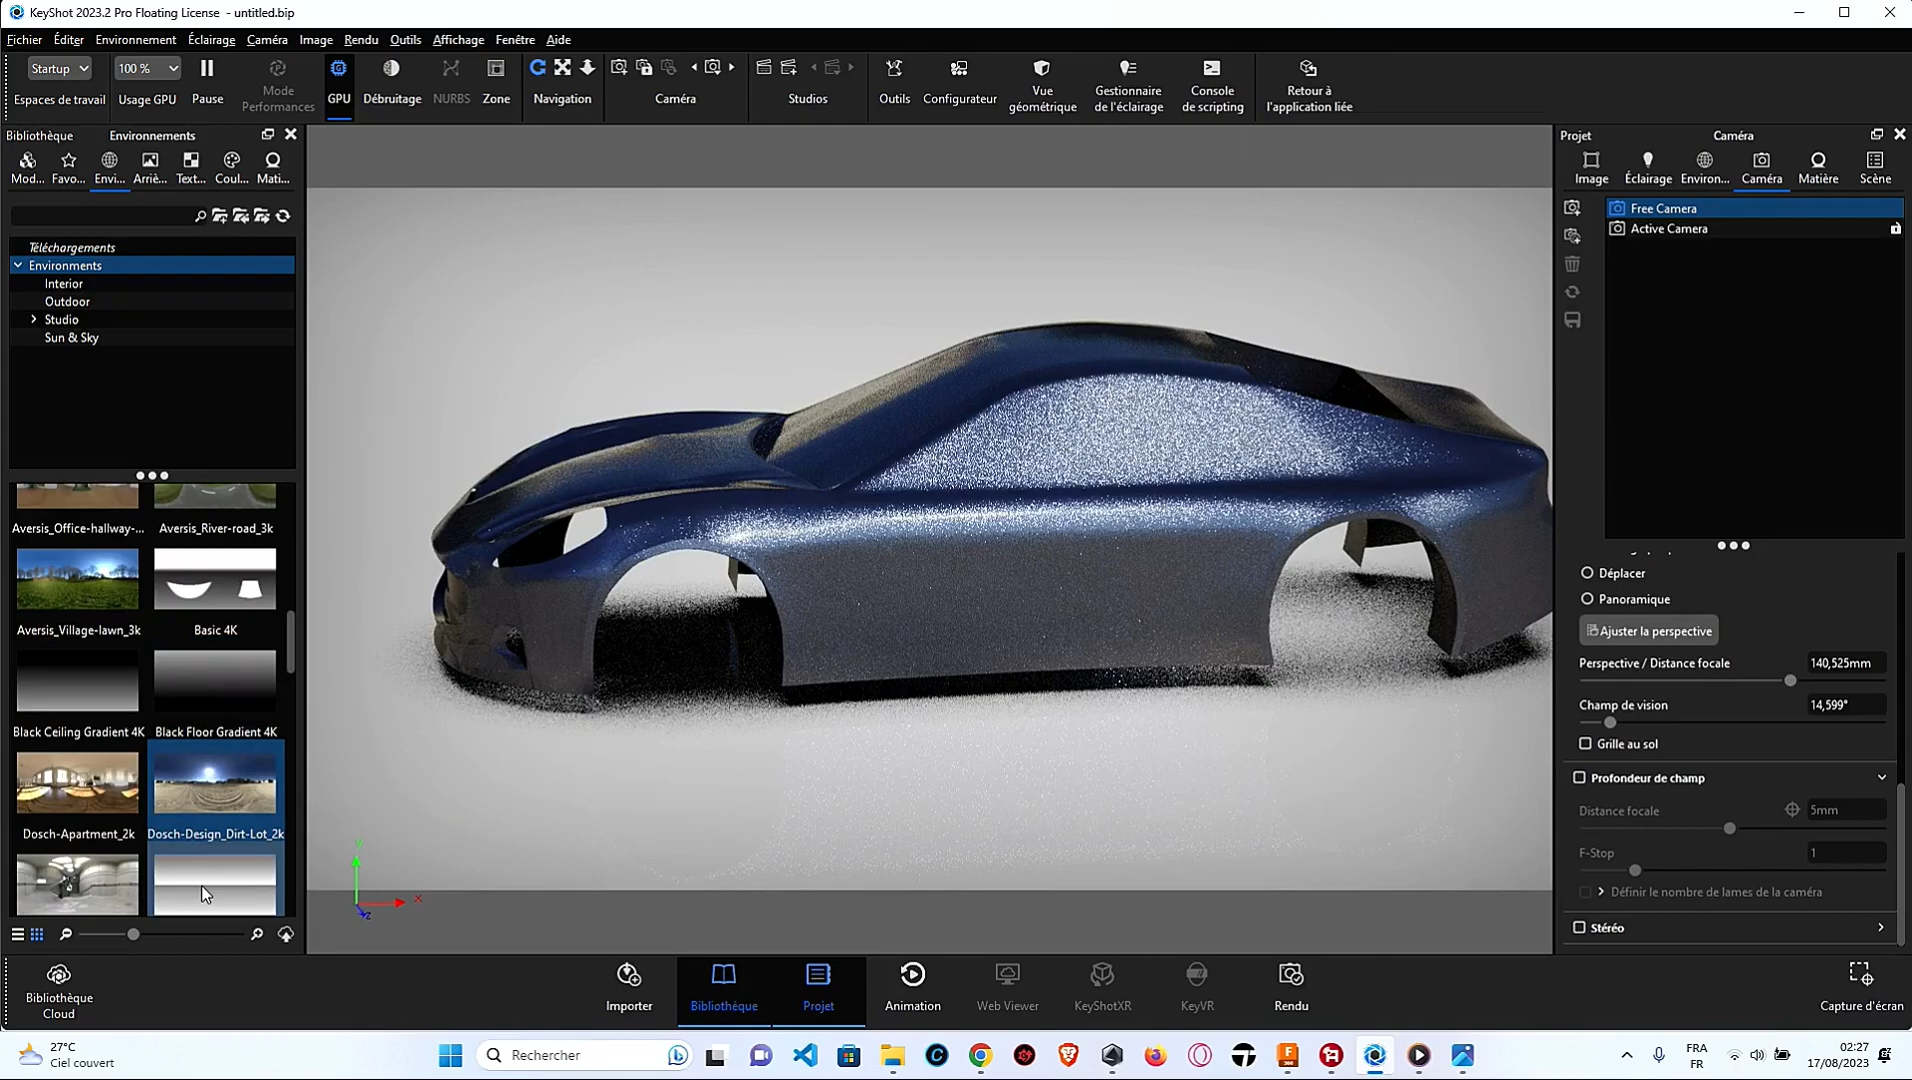 KeyShot 2023.2 Pro Floating License - untitled.bip
Fichier Éditer Environnement Éclairage Caméra Image Rendu Outils Affichage Fenêtre Aide
Startup
Espaces de travail
100 %
Usage GPU
Pause
Mode
Performances
GPU
Débruitage
NURBS
Zone
Navigation
Caméra
Studios
Outils
Configurateur
Vue
géométrique
Gestionnaire
de l'éclairage
Console
de scripting
Retour à
l'application liée
Bibliothèque
Environnements
Mod... Favo... Envi... Arriè... Text... Coul... Mati...
Téléchargements
Environments
Interior
Outdoor
Studio
Sun & Sky
Aversis_Office-hallway-... Aversis_River-road_3k
Aversis_Village-lawn_3k Basic 4K
Black Ceiling Gradient 4K Black Floor Gradient 4K
Dosch-Apartment_2k Dosch-Design_Dirt-Lot_2k
Y
X
Z
Projet
Caméra
Image Éclairage Environ... Caméra Matière Scène
Free Camera
Active Camera
Déplacer
Panoramique
Ajuster la perspective
Perspective / Distance focale 140,525mm
Champ de vision 14,599°
Grille au sol
Profondeur de champ
Distance focale 5mm
F-Stop 1
Définir le nombre de lames de la caméra
Stéréo
Bibliothèque
Cloud
Importer
Bibliothèque
Projet
Animation
Web Viewer
KeyShotXR
KeyVR
Rendu
Capture d'écran
27°C
Ciel couvert
Rechercher
FRA
FR
02:27
17/08/2023